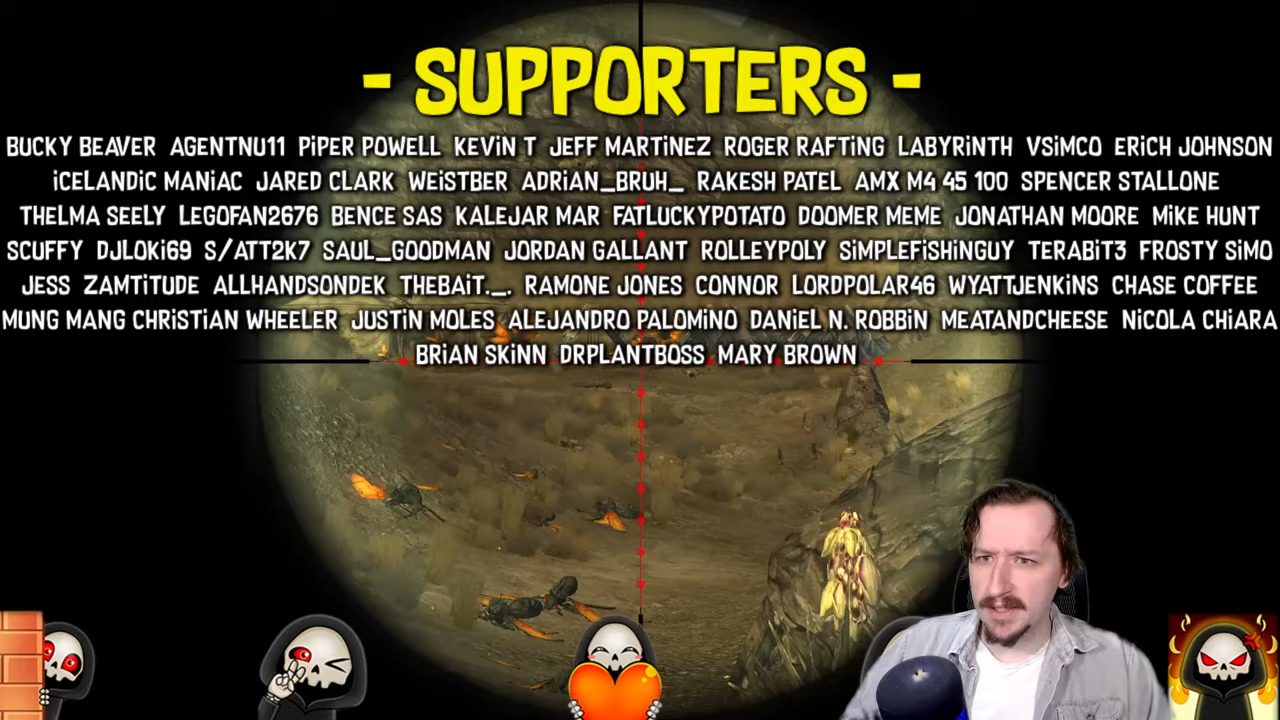 - SUPPORTERS -
BUCKY BEAVER AGENTNU11 PiPER POWELL KEViN T JEFF MARTiNEZ ROGER RAFTiNG LABYRiNTH VSiMCO ERiCH JOHNSON
iCELANDiC MANiAC JARED CLARK WEiSTBER ADRiAN_BRUH_ RAKESH PATEL AMX M4 45 100 SPENCER STALLONE
THELMA SEELY LEGOFAN2676 BENCE SAS KALEJAR MAR FATLUCKYPOTATO DOOMER MEME JONATHAN MOORE MiKE HUNT
SCUFFY DJLOKi69 S/ATT2K7 SAUL_GOODMAN JORDAN GALLANT ROLLEYPOLY SiMPLEFiSHiNGUY TERABiT3 FROSTY SiMO
JESS ZAMTiTUDE ALLHANDSONDEK THEBAiT._. RAMONE JONES CONNOR LORDPOLAR46 WYATTJENKiNS CHASE COFFEE
MUNG MANG CHRiSTiAN WHEELER JUSTiN MOLES ALEJANDRO PALOMiNO DANiEL N. ROBBiN MEATANDCHEESE NiCOLA CHiARA
BRiAN SKiNN DRPLANTBOSS MARY BROWN